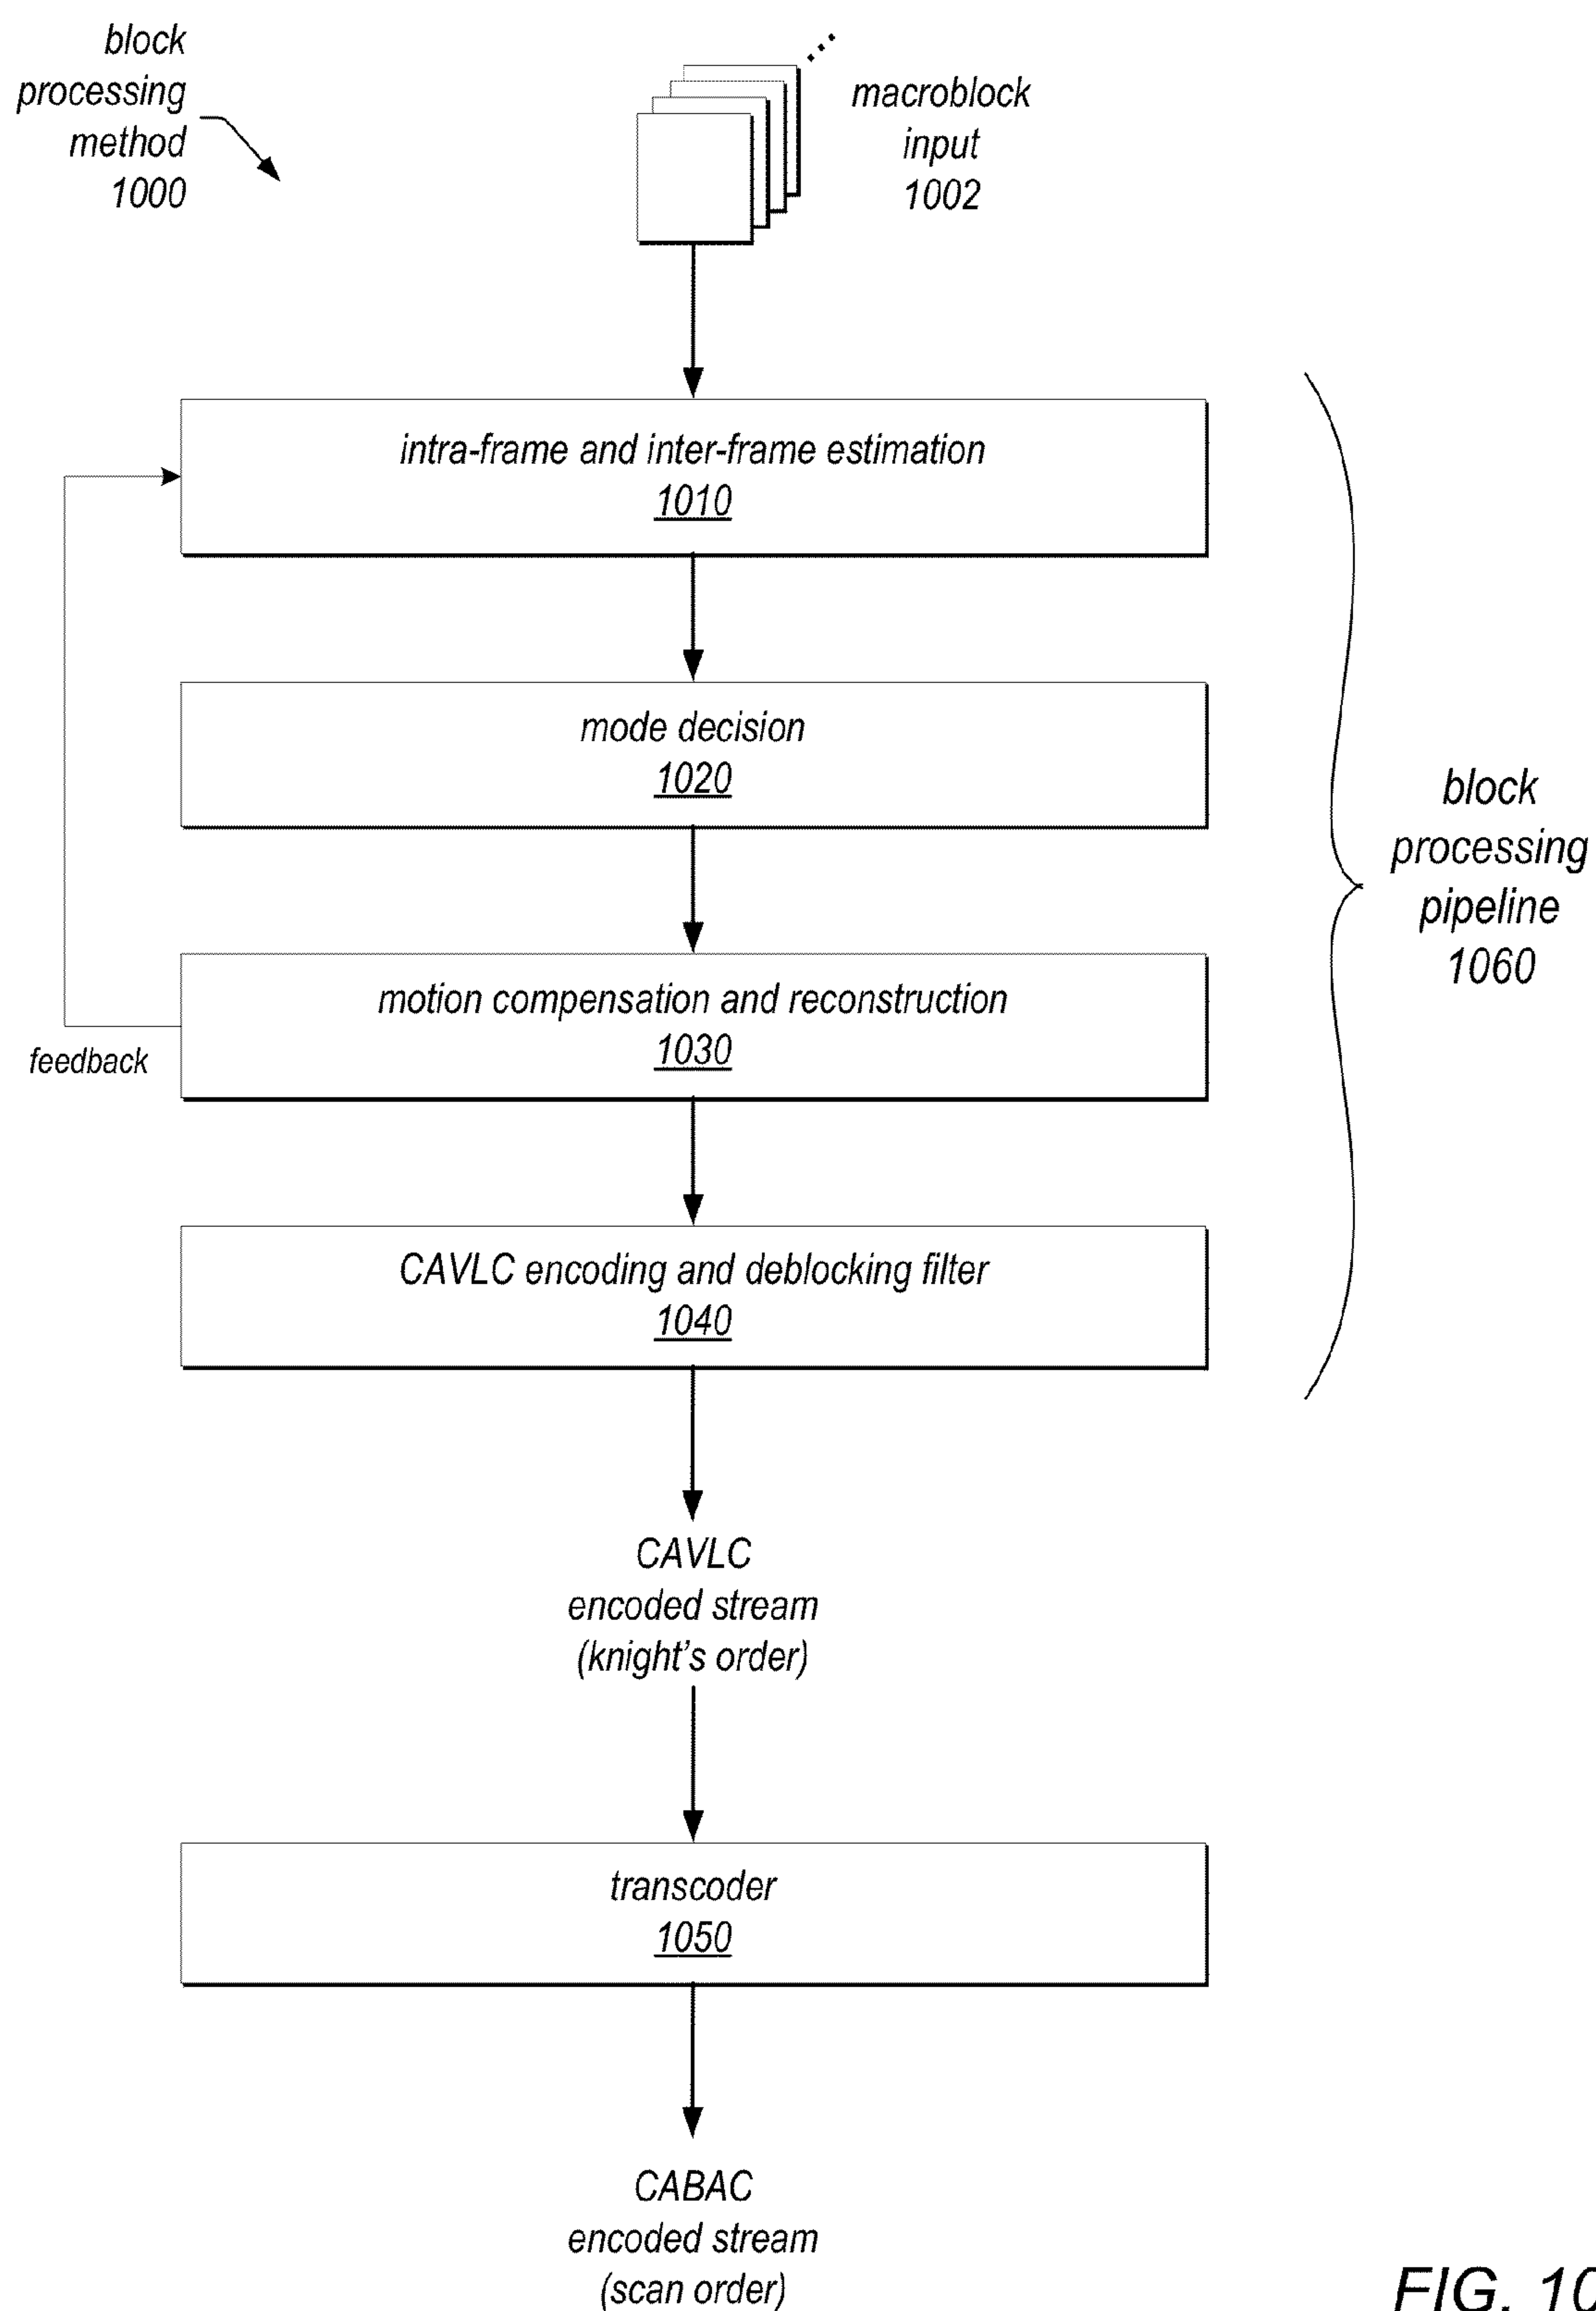 block
processing
method
1000
macroblock
input
1002
intra-frame and inter-frame estimation
1010
mode decision
1020
motion compensation and reconstruction
1030
feedback
CAVLC encoding and deblocking filter
1040
block
processing
pipeline
1060
CAVLC
encoded stream
(knight's order)
transcoder
1050
CABAC
encoded stream
(scan order)
FIG. 10